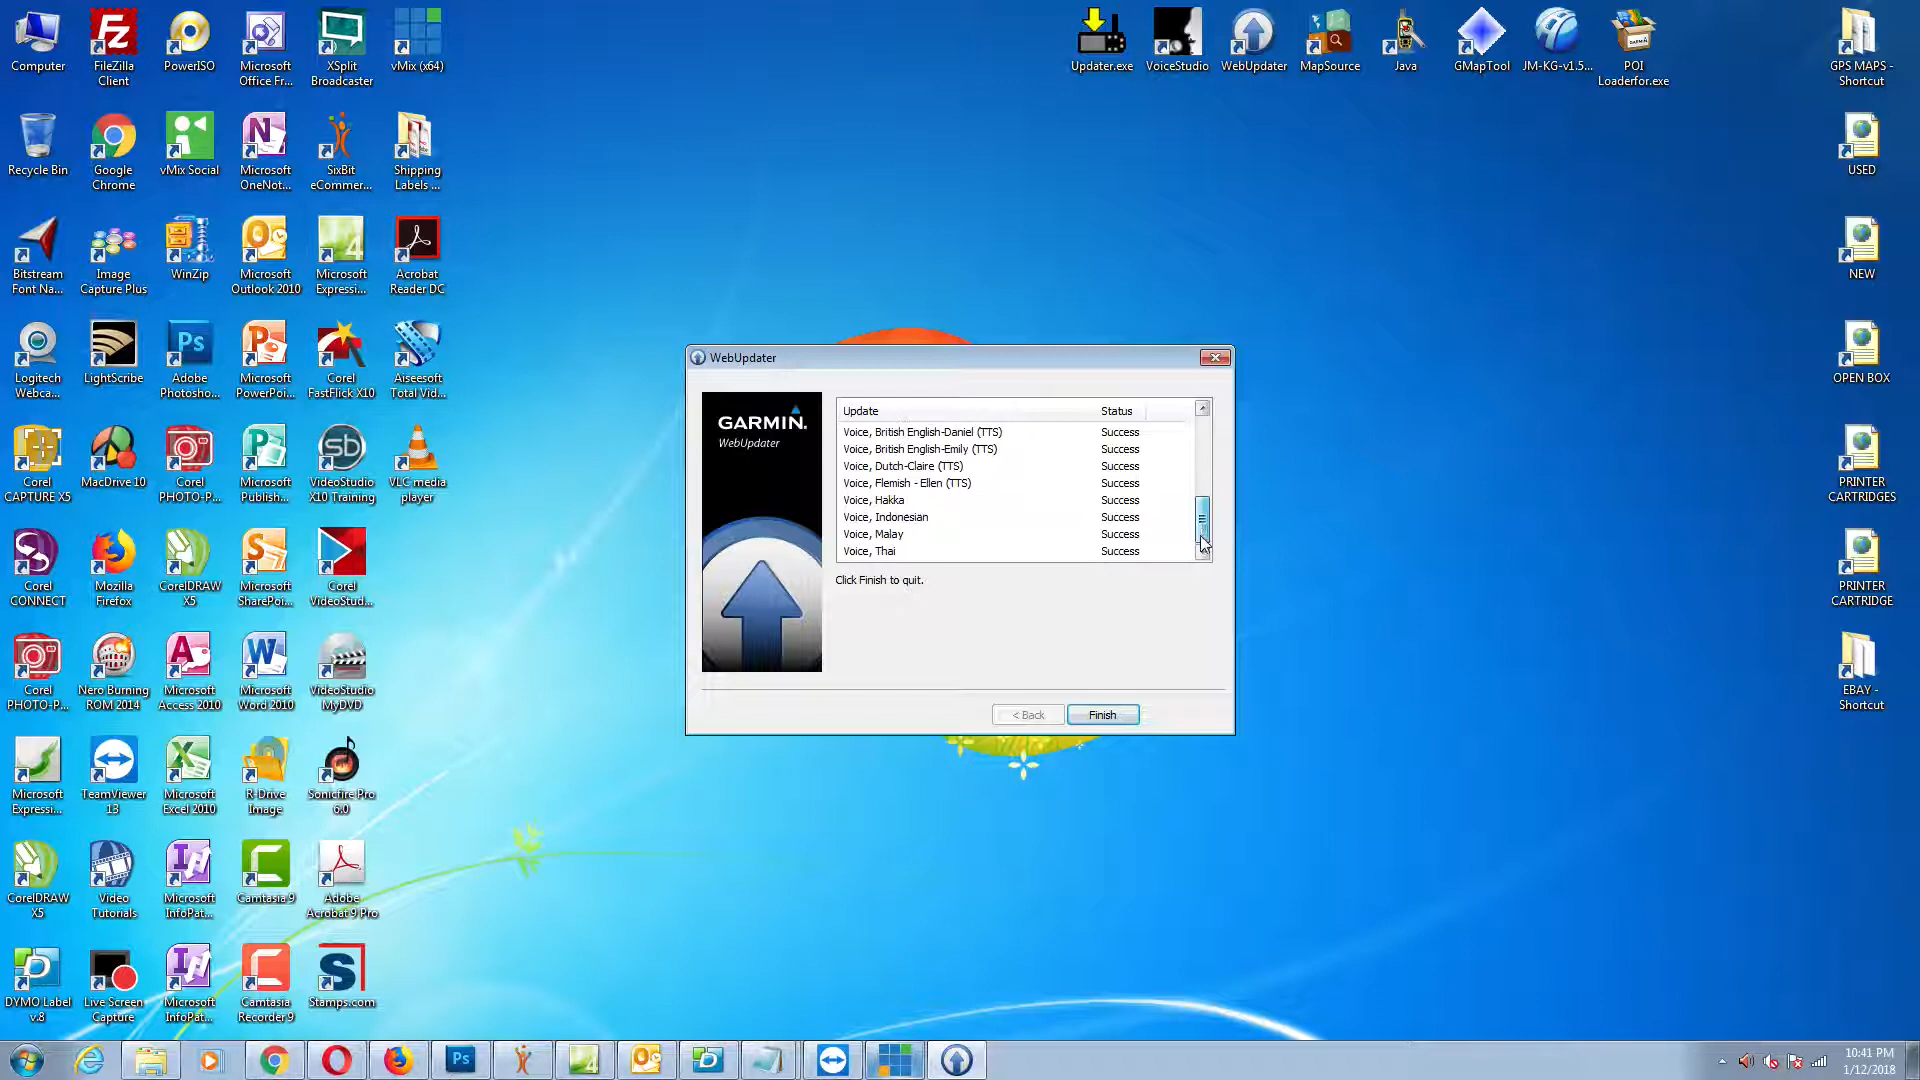 Computer
FileZilla
Client
PowerISO
Microsoft
Office Fr...
XSplit
Broadcaster
vMix (x64)
Updater.exe
VoiceStudio
WebUpdater
MapSource
Java
GMapTool
JM-KG-v1.5...
POI
Loaderfor.exe
GPS MAPS -
Shortcut
Recycle Bin
Google
Chrome
vMix Social
Microsoft
OneNot...
SixBit
eCommer...
Shipping
Labels ...
USED
Bitstream
Font Na...
Image
Capture Plus
WinZip
Microsoft
Outlook 2010
Microsoft
Expressi...
Acrobat
Reader DC
NEW
Logitech
Webca...
LightScribe
Adobe
Photosho...
Microsoft
PowerPoi...
Corel
FastFlick X10
Aiseesoft
Total Vid...
OPEN BOX
Corel
CAPTURE X5
MacDrive 10
Corel
PHOTO-P...
Microsoft
Publish...
VideoStudio
X10 Training
VLC media
player
PRINTER
CARTRIDGES
Corel
CONNECT
Mozilla
Firefox
CorelDRAW
X5
Microsoft
SharePoi...
Corel
VideoStud...
PRINTER
CARTRIDGE
Corel
PHOTO-P...
Nero Burning
ROM 2014
Microsoft
Access 2010
Microsoft
Word 2010
VideoStudio
MyDVD
EBAY -
Shortcut
Microsoft
Expressi...
TeamViewer
13
Microsoft
Excel 2010
R-Drive
Image
Sonicfire Pro
6.0
CorelDRAW
X5
Video
Tutorials
Microsoft
InfoPat...
Camtasia 9
Adobe
Acrobat 9 Pro
DYMO Label
v.8
Live Screen
Capture
Microsoft
InfoPat...
Camtasia
Recorder 9
Stamps.com
WebUpdater
GARMIN.
WebUpdater
Update Status
Voice, British English-Daniel (TTS) Success
Voice, British English-Emily (TTS) Success
Voice, Dutch-Claire (TTS) Success
Voice, Flemish - Ellen (TTS) Success
Voice, Hakka Success
Voice, Indonesian Success
Voice, Malay Success
Voice, Thai Success
Click Finish to quit.
< Back Finish
10:41 PM
1/12/2018